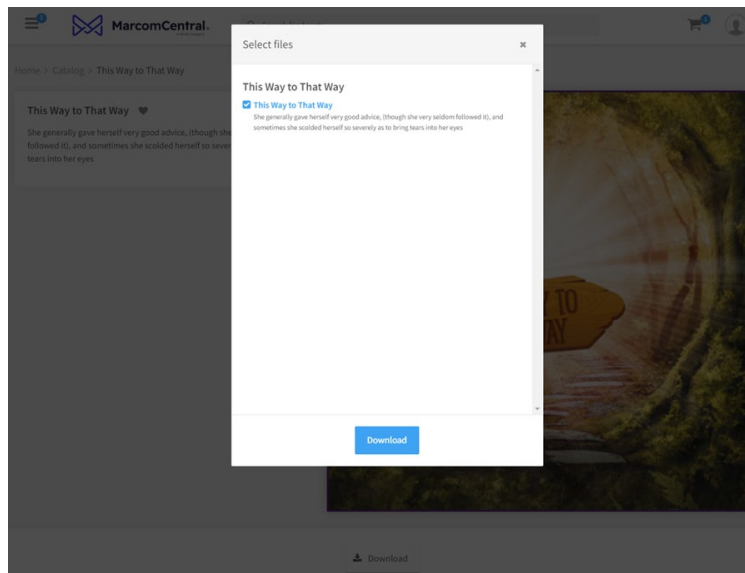 MarcomCentral
Select files
×
Home > Catalog > This Way to That Way
This Way to That Way
This Way to That Way
She generally gave herself very good advice, (though she very seldom followed it), and
sometimes she scolded herself so severely as to bring tears into her eyes
This Way to That Way
She generally gave herself very good advice, (though she
followed it), and sometimes she scolded herself so sever
tears into her eyes
TO
AY
Download
Download